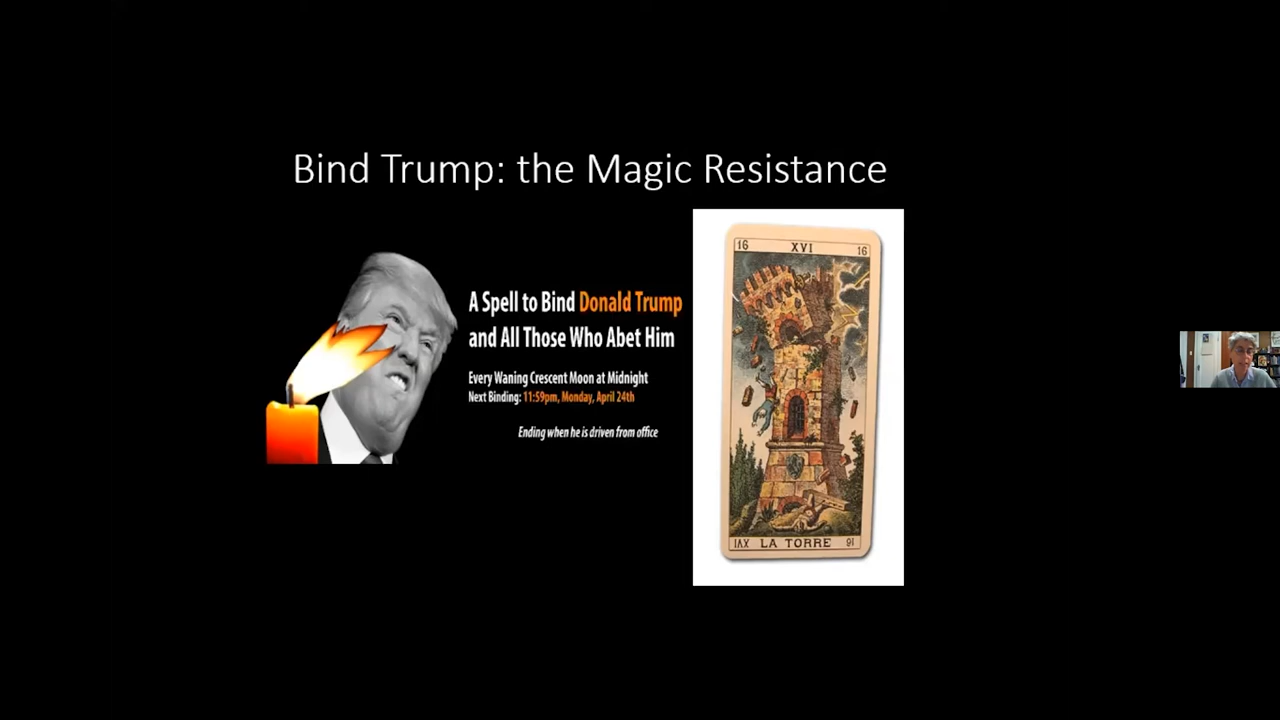 Bind Trump: the Magic Resistance
A Spell to Bind Donald Trump
and All Those Who Abet Him
Every Waning Crescent Moon at Midnight
Next Binding: 11:59pm, Monday, April 24th
Ending when he is driven from office
16 XVI 16
XVI LA TORRE 16